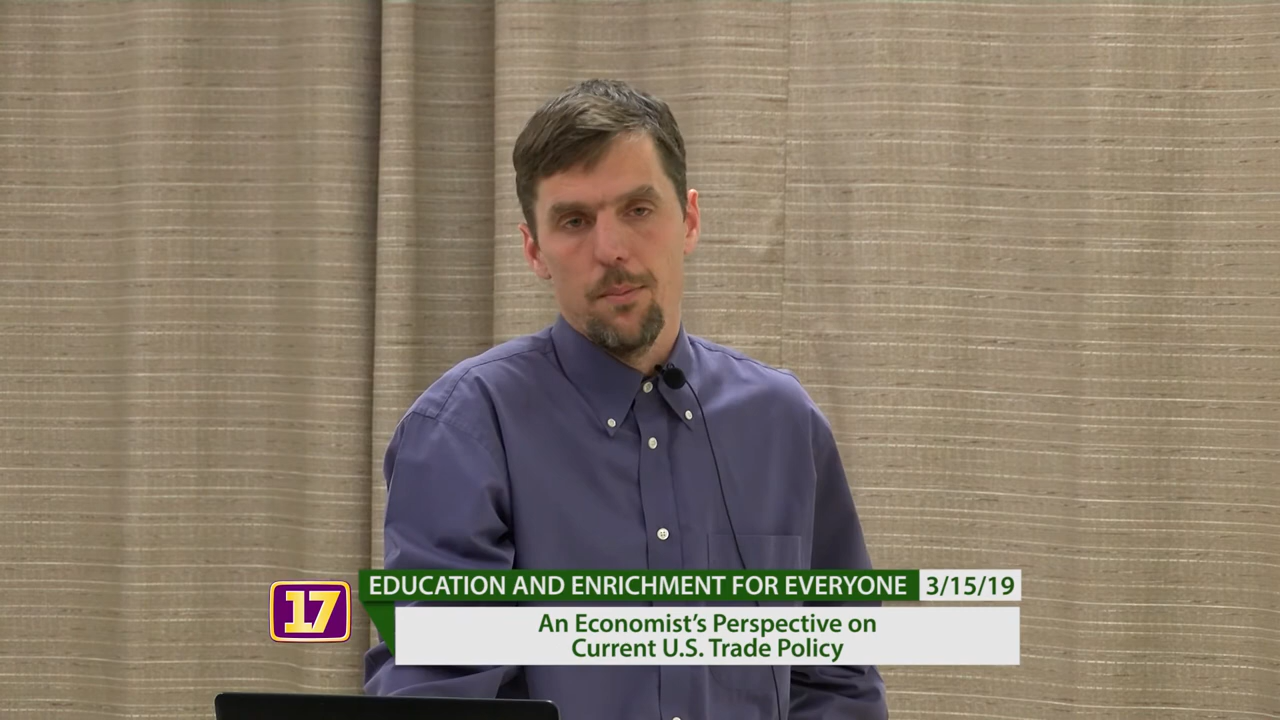 17
EDUCATION AND ENRICHMENT FOR EVERYONE 3/15/19
An Economist's Perspective on
Current U.S. Trade Policy